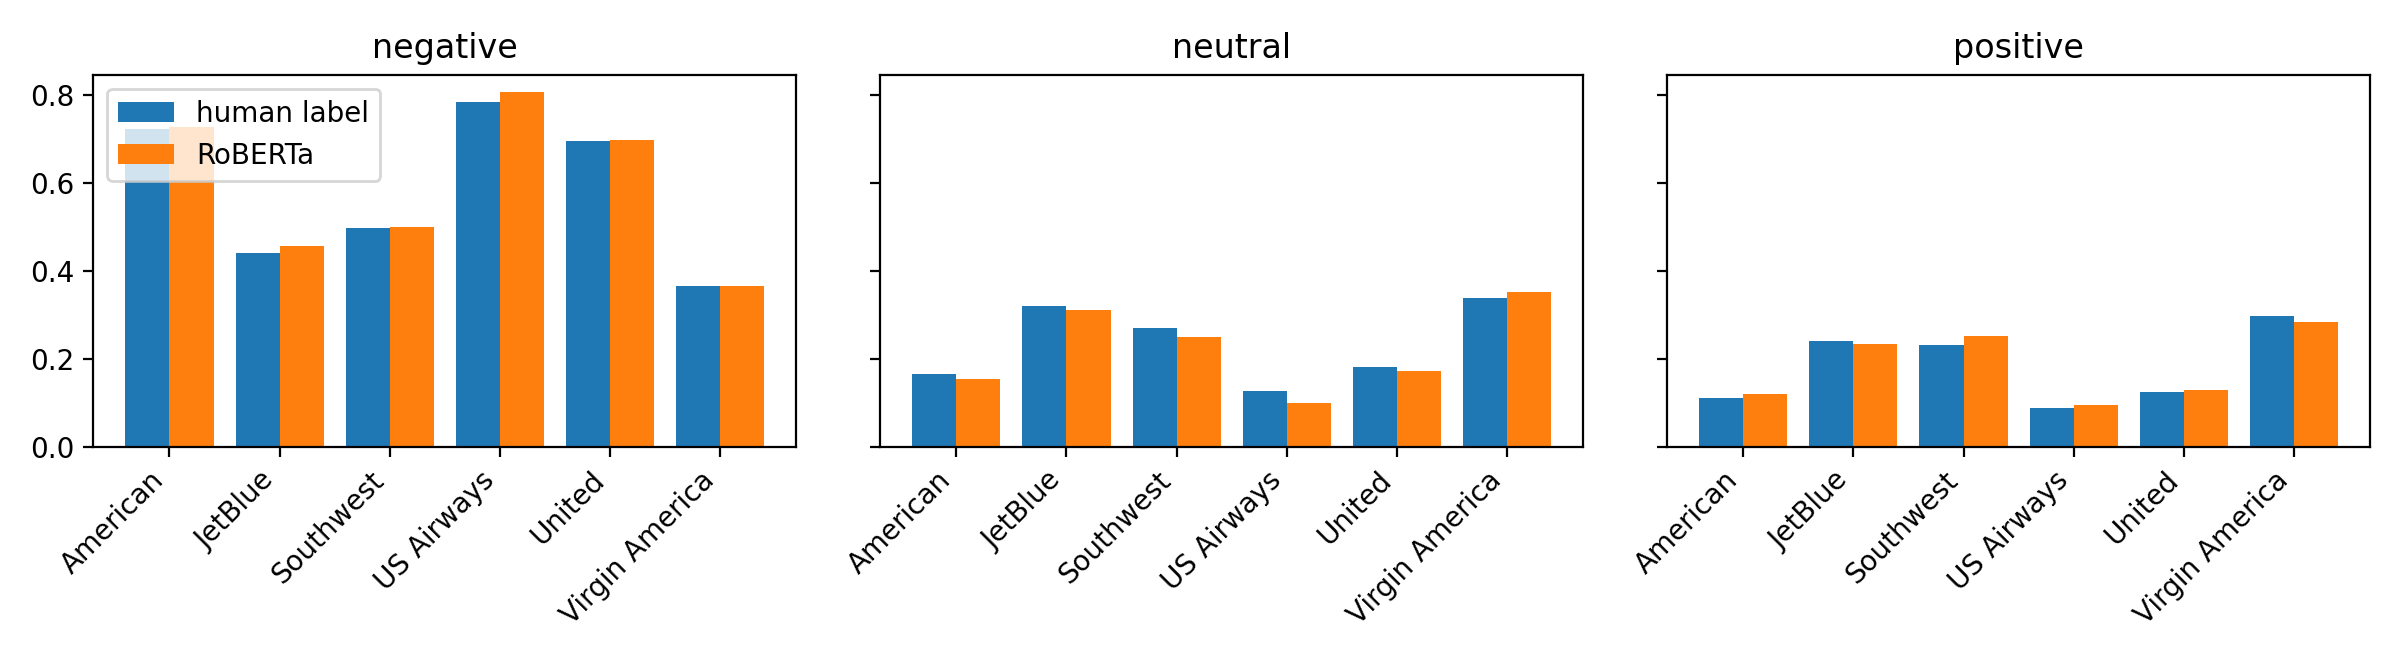 negative
neutral
positive
human label
RoBERTa
0.8
0.6
0.4
0.2
0.0
American
JetBlue
Southwest
US Airways
United
Virgin America
American
JetBlue
Southwest
US Airways
United
Virgin America
American
JetBlue
Southwest
US Airways
United
Virgin America